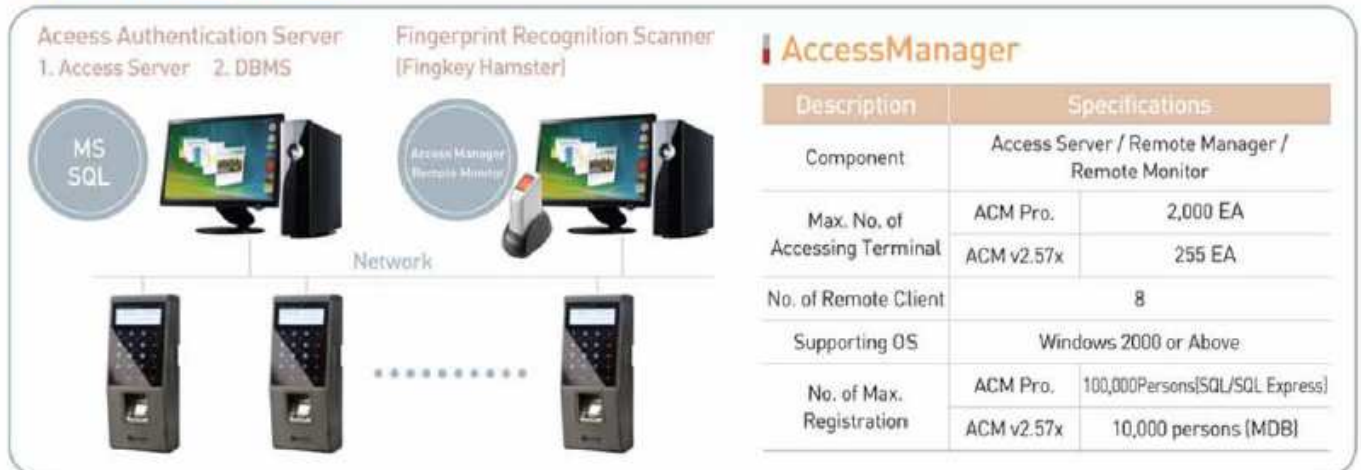 Aceess Authentication Server
1. Access Server 2. DBMS
MS
SQL
Fingerprint Recognition Scanner
(Fingkey Hamster)
Access Manager
Remote Monitor
Network
AccessManager
Description Specifications
Component Access Server / Remote Manager /
Remote Monitor
Max. No. of
Accessing Terminal
ACM Pro. 2,000 EA
ACM v2.57x 255 EA
No. of Remote Client 8
Supporting OS Windows 2000 or Above
No. of Max.
Registration
ACM Pro. 100,000Persons(SQL/SQL Express)
ACM v2.57x 10,000 persons (MDB)